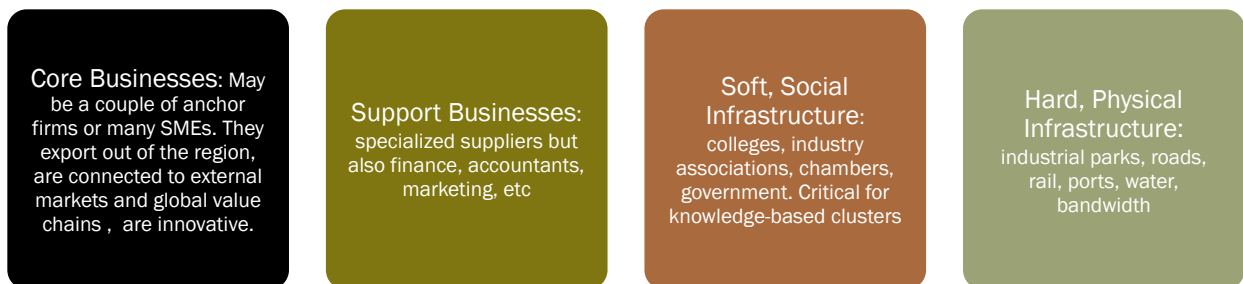 Core Businesses: May
be a couple of anchor
firms or many SMEs. They
export out of the region,
are connected to external
markets and global value
chains , are innovative.
Support Businesses:
specialized suppliers but
also finance, accountants,
marketing, etc
Soft, Social
Infrastructure:
colleges, industry
associations, chambers,
government. Critical for
knowledge-based clusters
Hard, Physical
Infrastructure:
industrial parks, roads,
rail, ports, water,
bandwidth